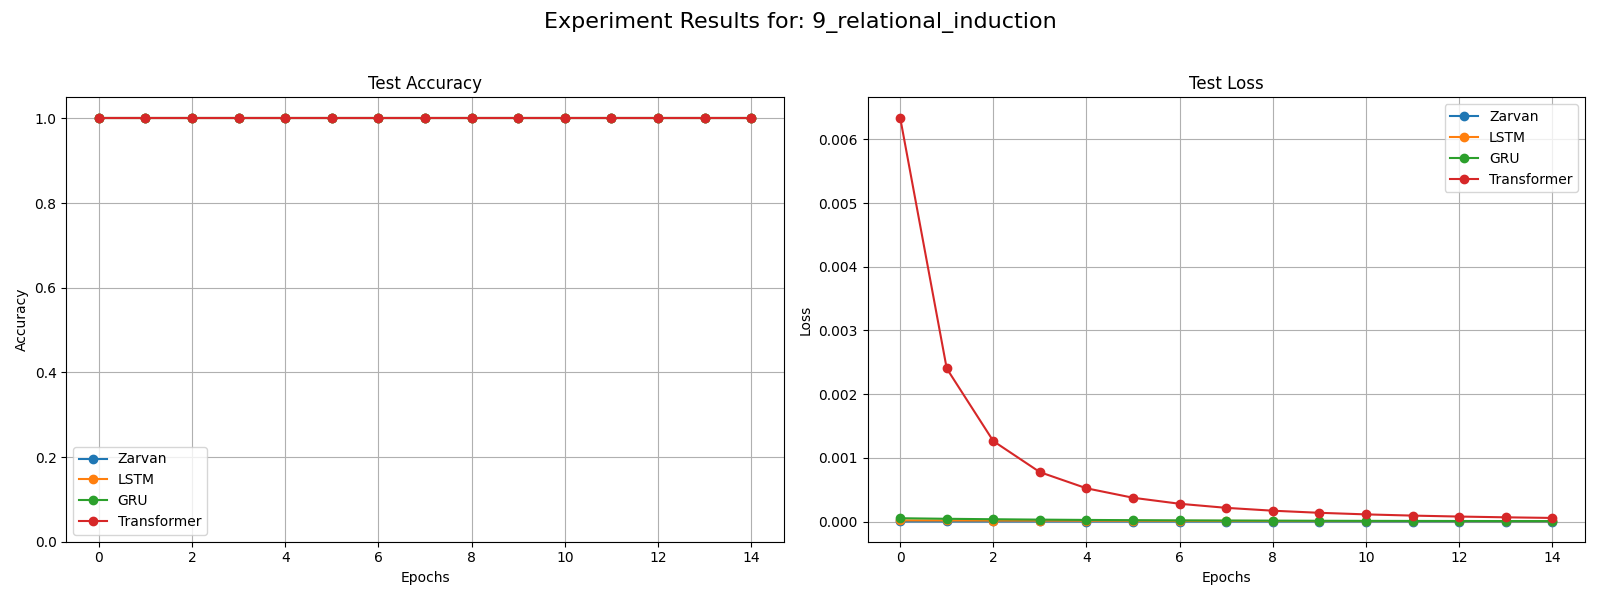 Experiment Results for: 9_relational_induction
Test Accuracy
Accuracy
1.0
0.8
0.6
0.4
0.2
0.0
Zarvan
LSTM
GRU
Transformer
0 2 4 6 8 10 12 14
Epochs
Test Loss
Loss
0.006
0.005
0.004
0.003
0.002
0.001
0.000
Zarvan
LSTM
GRU
Transformer
0 2 4 6 8 10 12 14
Epochs